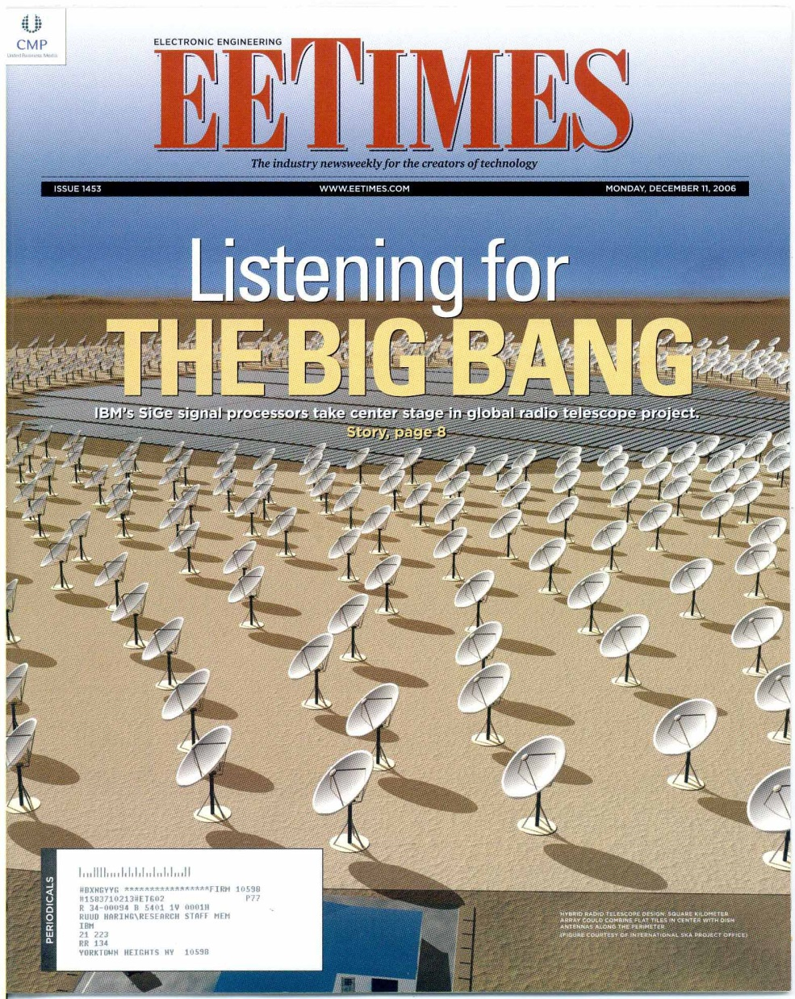 CMP
United Business Media
ELECTRONIC ENGINEERING
EETIMES
The industry newsweekly for the creators of technology
ISSUE 1453 WWW.EETIMES.COM MONDAY, DECEMBER 11, 2006
Listening for
THE BIG BANG
IBM's SiGe signal processors take center stage in global radio telescope project.
Story, page 8
PERIODICALS
#BXNGYYG ******************FIRM 10598
#1583710213#ET602 P77
R 34-00094 B 5401 1V 0001H
RUUD HARING\RESEARCH STAFF MEM
IBM
21 223
RR 134
YORKTOWN HEIGHTS NY 10598
HYBRID RADIO TELESCOPE DESIGN: SQUARE KILOMETER
ARRAY COULD COMBINE FLAT TILES IN CENTER WITH DISH
ANTENNAS ALONG THE PERIMETER
(FIGURE COURTESY OF INTERNATIONAL SKA PROJECT OFFICE)